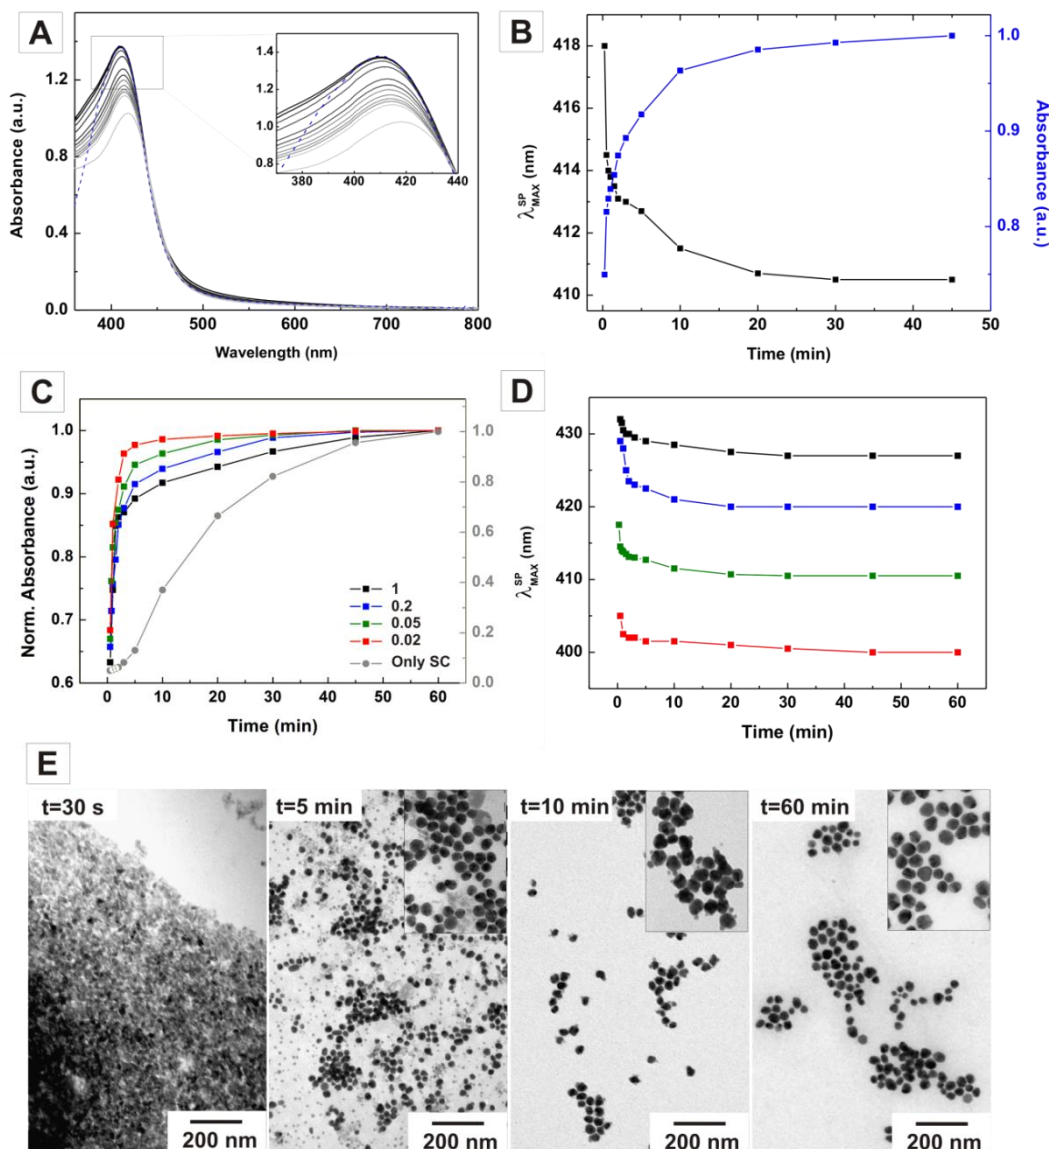 A
Absorbance (a.u.)
1.2
0.8
0.4
0.0
400 500 600 700 800
Wavelength (nm)
1.4
1.2
1.0
0.8
380 400 420 440
B
λ SP MAX (nm)
418
416
414
413
411
410
0 10 20 30 40 50
Time (min)
1.0
0.9
0.8
Absorbance (a.u.)
C
Norm. Absorbance (a.u.)
1.0
0.9
0.8
0.7
0.6
0 10 20 30 40 50 60
Time (min)
1.0
0.8
0.6
0.4
0.2
0.0
1
0.2
0.05
0.02
Only SC
D
λ SP MAX (nm)
430
420
410
400
0 10 20 30 40 50 60
Time (min)
E
t=30 s
t=5 min
t=10 min
t=60 min
200 nm
200 nm
200 nm
200 nm